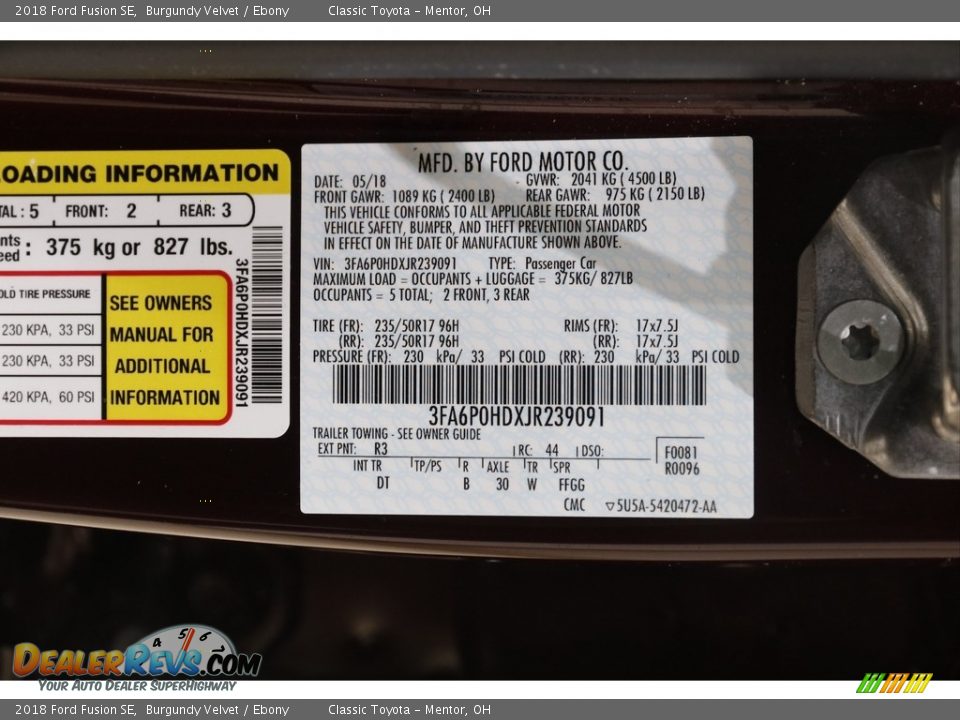 2018 Ford Fusion SE, Burgundy Velvet / Ebony Classic Toyota - Mentor, OH
LOADING INFORMATION
TAL : 5 FRONT: 2 REAR: 3
nts
eed : 375 kg or 827 lbs.
OLD TIRE PRESSURE
230 KPA, 33 PSI
230 KPA, 33 PSI
420 KPA, 60 PSI
SEE OWNERS
MANUAL FOR
ADDITIONAL
INFORMATION
3FA6P0HDXJR239091
MFD. BY FORD MOTOR CO.
DATE: 05/18 GVWR: 2041 KG ( 4500 LB)
FRONT GAWR: 1089 KG ( 2400 LB) REAR GAWR: 975 KG ( 2150 LB)
THIS VEHICLE CONFORMS TO ALL APPLICABLE FEDERAL MOTOR
VEHICLE SAFETY, BUMPER, AND THEFT PREVENTION STANDARDS
IN EFFECT ON THE DATE OF MANUFACTURE SHOWN ABOVE.
VIN: 3FA6P0HDXJR239091 TYPE: Passenger Car
MAXIMUM LOAD = OCCUPANTS + LUGGAGE = 375KG/ 827LB
OCCUPANTS = 5 TOTAL; 2 FRONT, 3 REAR
TIRE (FR): 235/50R17 96H RIMS (FR): 17x7.5J
(RR): 235/50R17 96H (RR): 17x7.5J
PRESSURE (FR): 230 kPa/ 33 PSI COLD (RR): 230 kPa/ 33 PSI COLD
3FA6P0HDXJR239091
TRAILER TOWING - SEE OWNER GUIDE
EXT PNT: R3 RC: 44 DSO: F0081
R0096
INT TR TP/PS R AXLE TR SPR
DT B 30 W FFGG
CMC ▽5U5A-5420472-AA
4 5 6
DealerRevs.com
Your Auto Dealer SuperHighway
2018 Ford Fusion SE, Burgundy Velvet / Ebony Classic Toyota - Mentor, OH